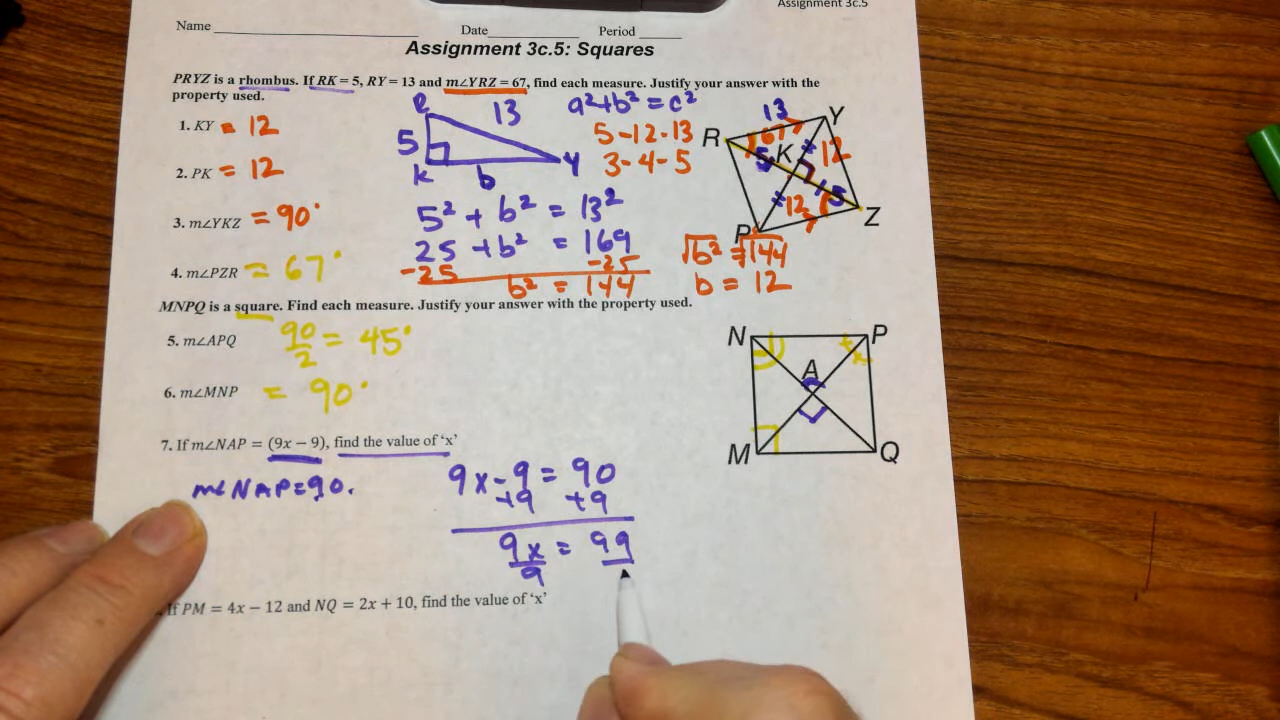 Assignment 3c.5
Name Date Period
Assignment 3c.5: Squares
PRYZ is a rhombus. If RK = 5, RY = 13 and m∠YRZ = 67, find each measure. Justify your answer with the
property used.
1. KY = 12
2. PK = 12
3. m∠YKZ = 90°
4. m∠PZR = 67°
R 13 5 K b Y
a²+b² = c²
5-12-13
3-4-5
5² + b² = 13²
25 + b² = 169
-25 -25
b² = 144
√b² = √144
b = 12
R 13 Y 67 5 K 12 12 5 P Z
MNPQ is a square. Find each measure. Justify your answer with the property used.
5. m∠APQ 90/2 = 45°
6. m∠MNP = 90°
N P A M Q
7. If m∠NAP = (9x − 9), find the value of ‘x’
m∠NAP=90.
9x-9 = 90
+9 +9
9x = 99
9
If PM = 4x − 12 and NQ = 2x + 10, find the value of ‘x’